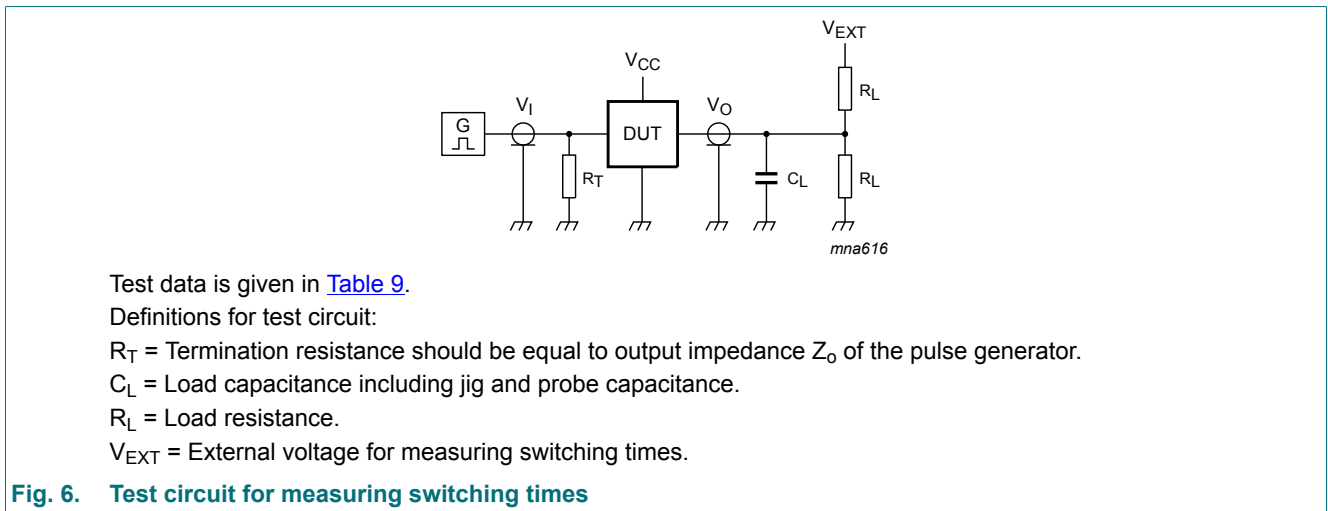 VEXT
VCC
RL
VI
VO
G
DUT
RT
CL
RL
mna616
Test data is given in Table 9.
Definitions for test circuit:
RT = Termination resistance should be equal to output impedance Zo of the pulse generator.
CL = Load capacitance including jig and probe capacitance.
RL = Load resistance.
VEXT = External voltage for measuring switching times.
Fig. 6. Test circuit for measuring switching times